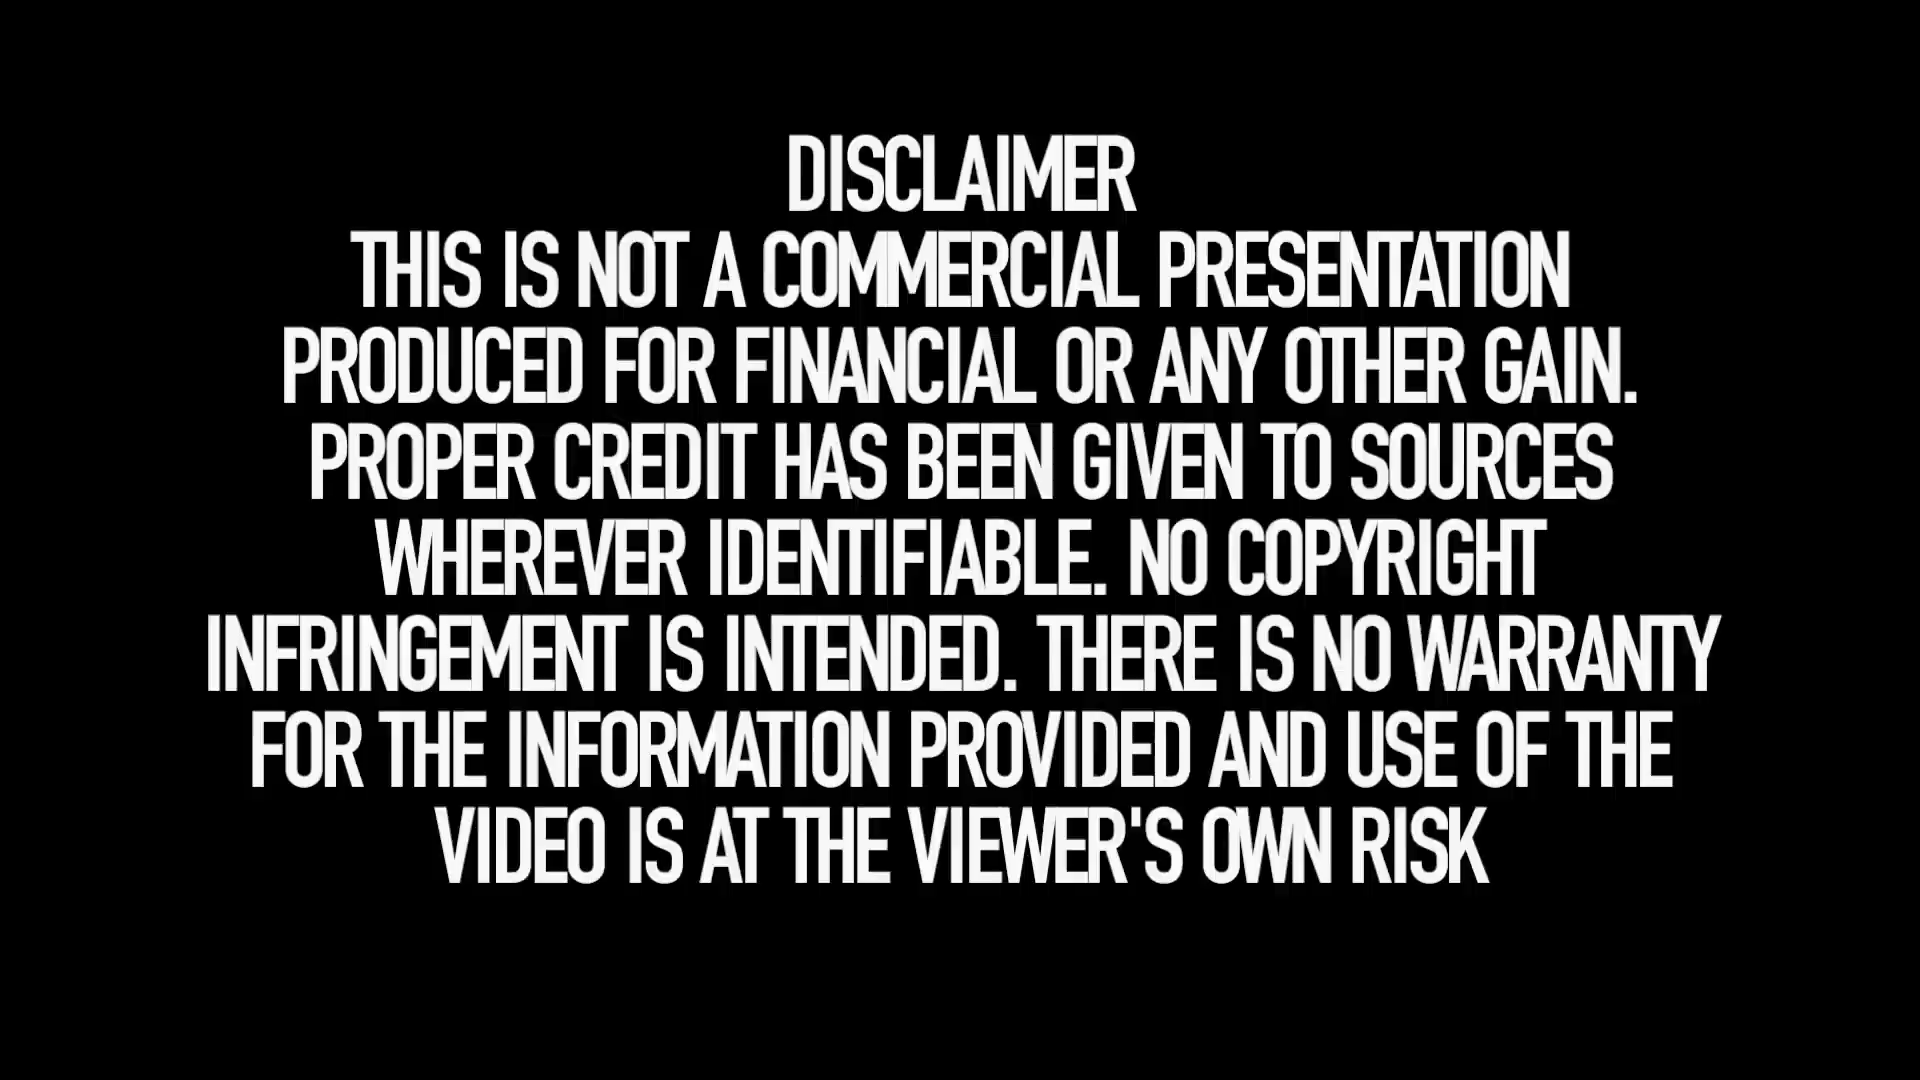 DISCLAIMER
THIS IS NOT A COMMERCIAL PRESENTATION
PRODUCED FOR FINANCIAL OR ANY OTHER GAIN.
PROPER CREDIT HAS BEEN GIVEN TO SOURCES
WHEREVER IDENTIFIABLE. NO COPYRIGHT
INFRINGEMENT IS INTENDED. THERE IS NO WARRANTY
FOR THE INFORMATION PROVIDED AND USE OF THE
VIDEO IS AT THE VIEWER'S OWN RISK